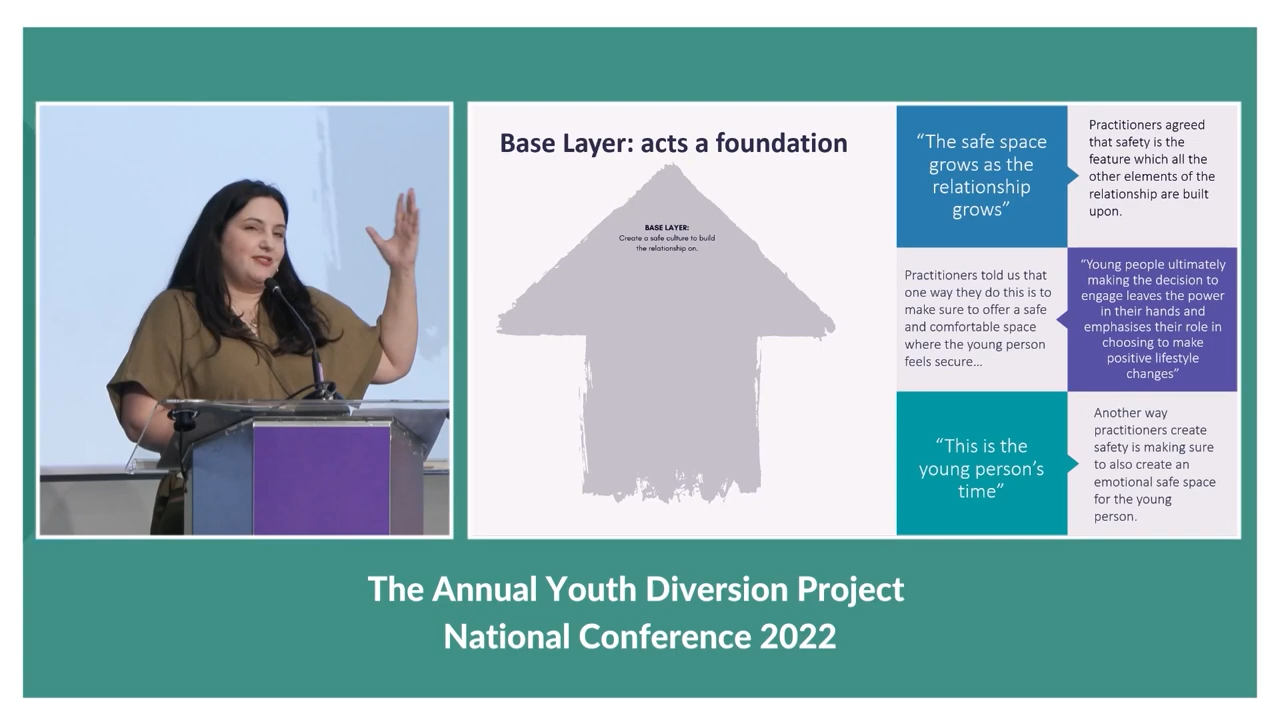 Base Layer: acts a foundation
BASE LAYER:
Create a safe culture to build
the relationship on.
“The safe space
grows as the
relationship
grows”
Practitioners agreed
that safety is the
feature which all the
other elements of the
relationship are built
upon.
Practitioners told us that
one way they do this is to
make sure to offer a safe
and comfortable space
where the young person
feels secure…
“Young people ultimately
making the decision to
engage leaves the power
in their hands and
emphasises their role in
choosing to make
positive lifestyle
changes”
“This is the
young person’s
time”
Another way
practitioners create
safety is making sure
to also create an
emotional safe space
for the young
person.
The Annual Youth Diversion Project
National Conference 2022